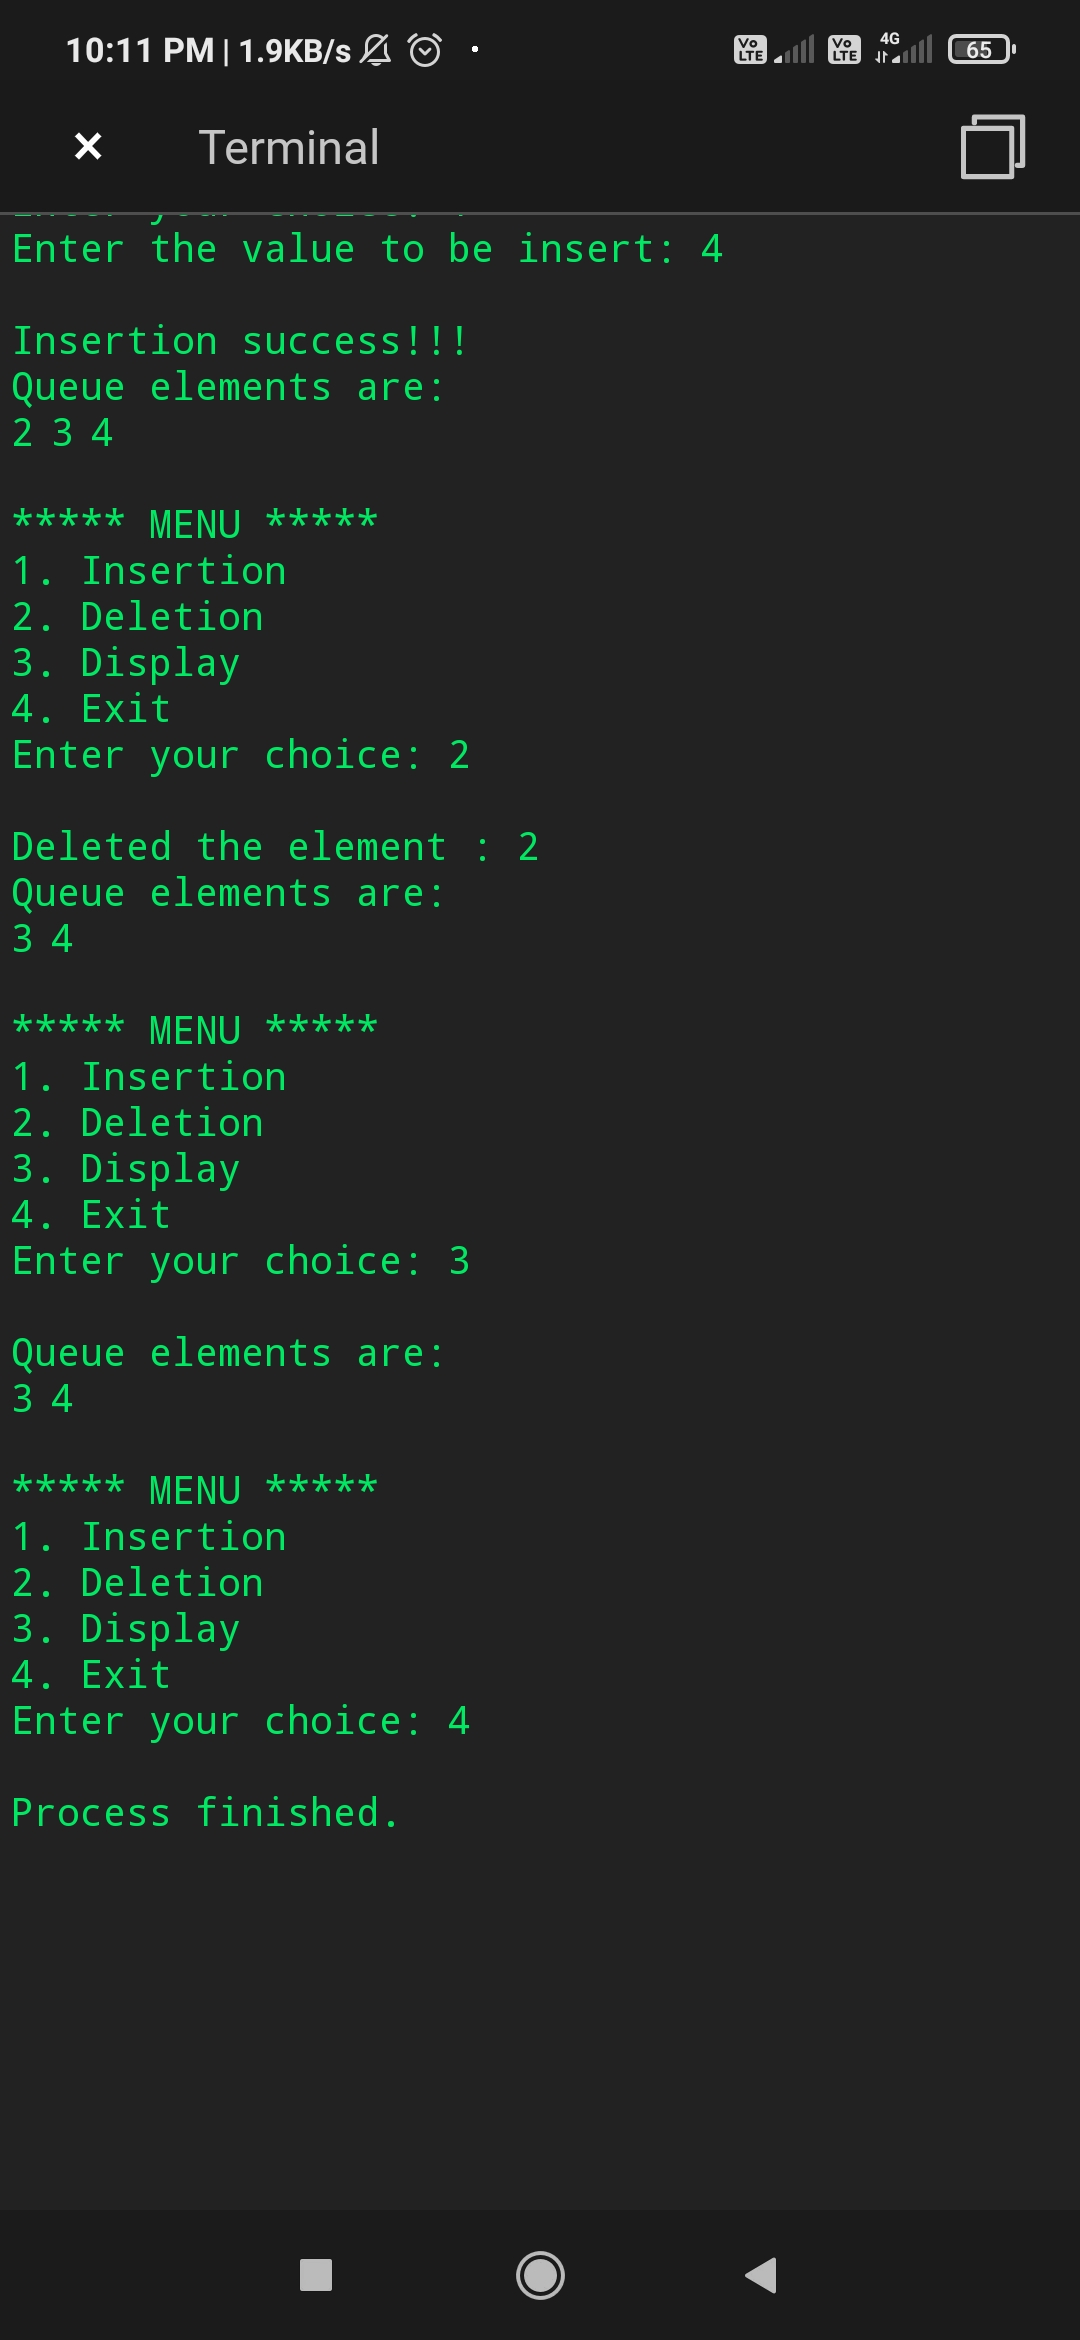 10:11 PM | 1.9KB/s
Vo LTE Vo LTE 4G 65
Terminal
Enter your choice:
Enter the value to be insert: 4
Insertion success!!!
Queue elements are:
2 3 4
***** MENU *****
1. Insertion
2. Deletion
3. Display
4. Exit
Enter your choice: 2
Deleted the element : 2
Queue elements are:
3 4
***** MENU *****
1. Insertion
2. Deletion
3. Display
4. Exit
Enter your choice: 3
Queue elements are:
3 4
***** MENU *****
1. Insertion
2. Deletion
3. Display
4. Exit
Enter your choice: 4
Process finished.